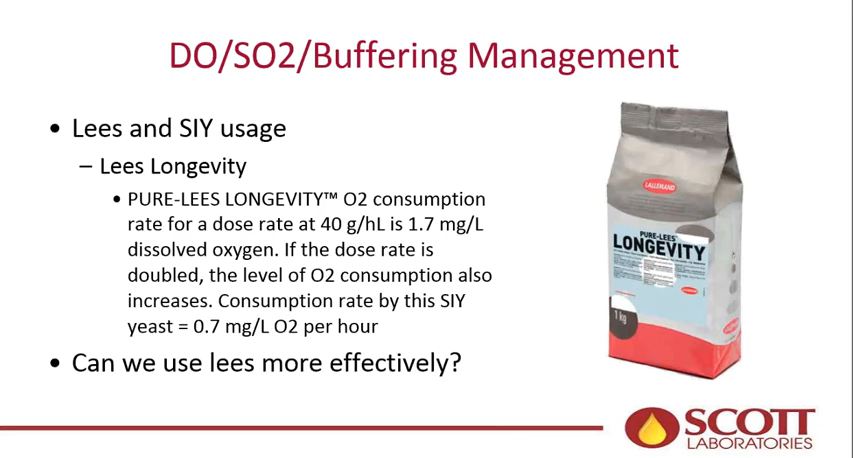 DO/SO2/Buffering Management
• Lees and SIY usage
– Lees Longevity
• PURE-LEES LONGEVITY™ O2 consumption
rate for a dose rate at 40 g/hL is 1.7 mg/L
dissolved oxygen. If the dose rate is
doubled, the level of O2 consumption also
increases. Consumption rate by this SIY
yeast = 0.7 mg/L O2 per hour
• Can we use lees more effectively?
LALLEMAND
PURE-LEES
LONGEVITY
1 kg
SCOTT
LABORATORIES